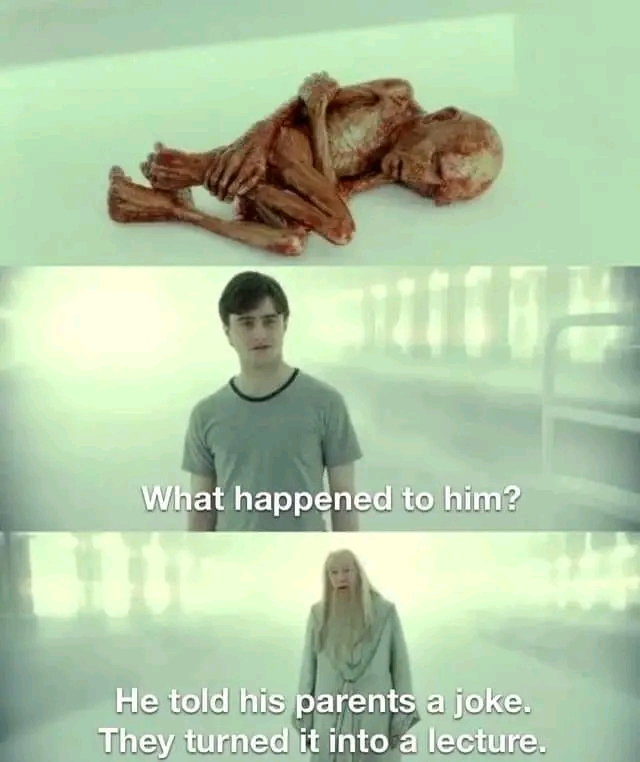 What happened to him?
He told his parents a joke.
They turned it into a lecture.